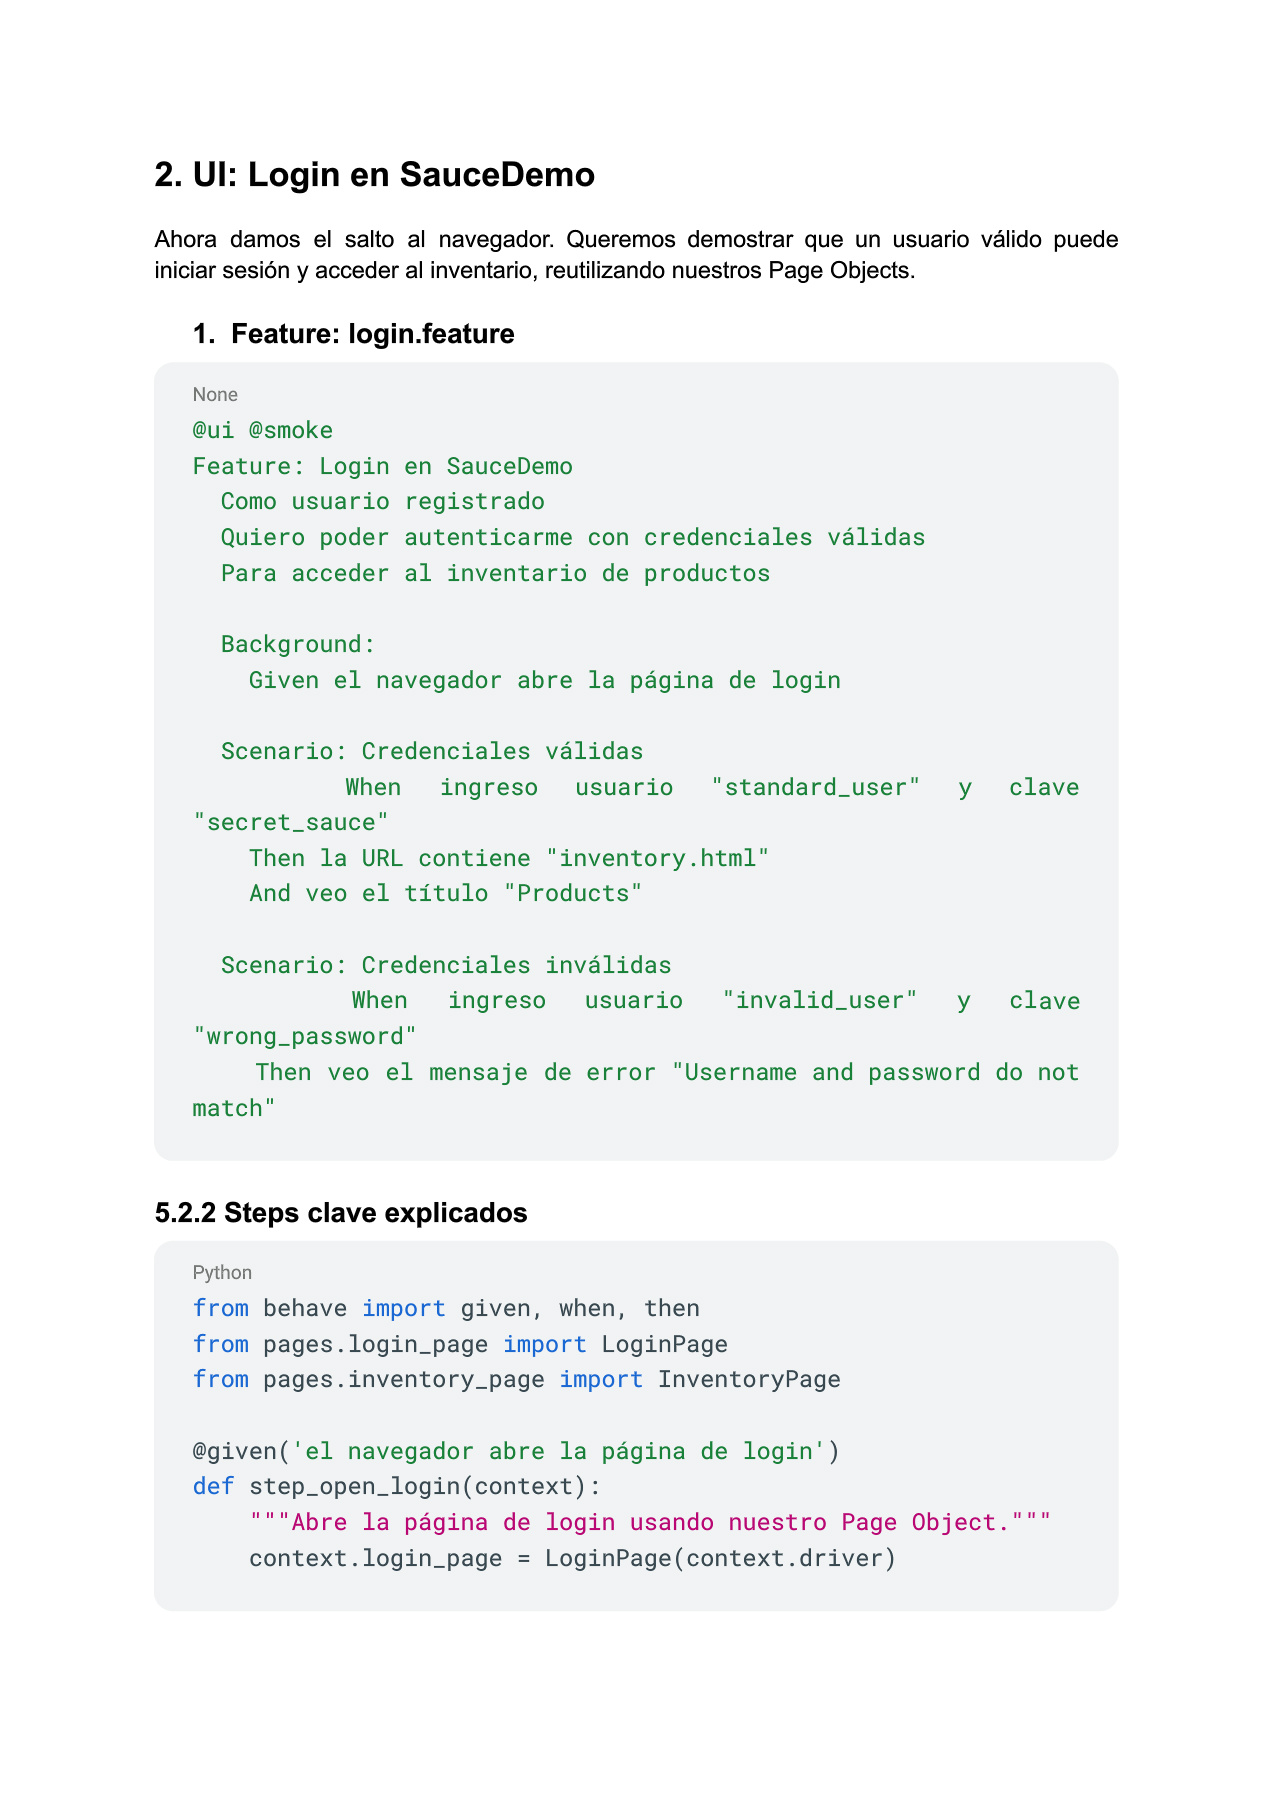 2. UI: Login en SauceDemo
Ahora damos el salto al navegador. Queremos demostrar que un usuario válido puede
iniciar sesión y acceder al inventario, reutilizando nuestros Page Objects.
1. Feature: login.feature
None
@ui @smoke
Feature: Login en SauceDemo
  Como usuario registrado
  Quiero poder autenticarme con credenciales válidas
  Para acceder al inventario de productos

  Background:
    Given el navegador abre la página de login

  Scenario: Credenciales válidas
    When ingreso usuario "standard_user" y clave
"secret_sauce"
    Then la URL contiene "inventory.html"
    And veo el título "Products"

  Scenario: Credenciales inválidas
    When ingreso usuario "invalid_user" y clave
"wrong_password"
    Then veo el mensaje de error "Username and password do not
match"
5.2.2 Steps clave explicados
Python
from behave import given, when, then
from pages.login_page import LoginPage
from pages.inventory_page import InventoryPage

@given('el navegador abre la página de login')
def step_open_login(context):
    """Abre la página de login usando nuestro Page Object."""
    context.login_page = LoginPage(context.driver)